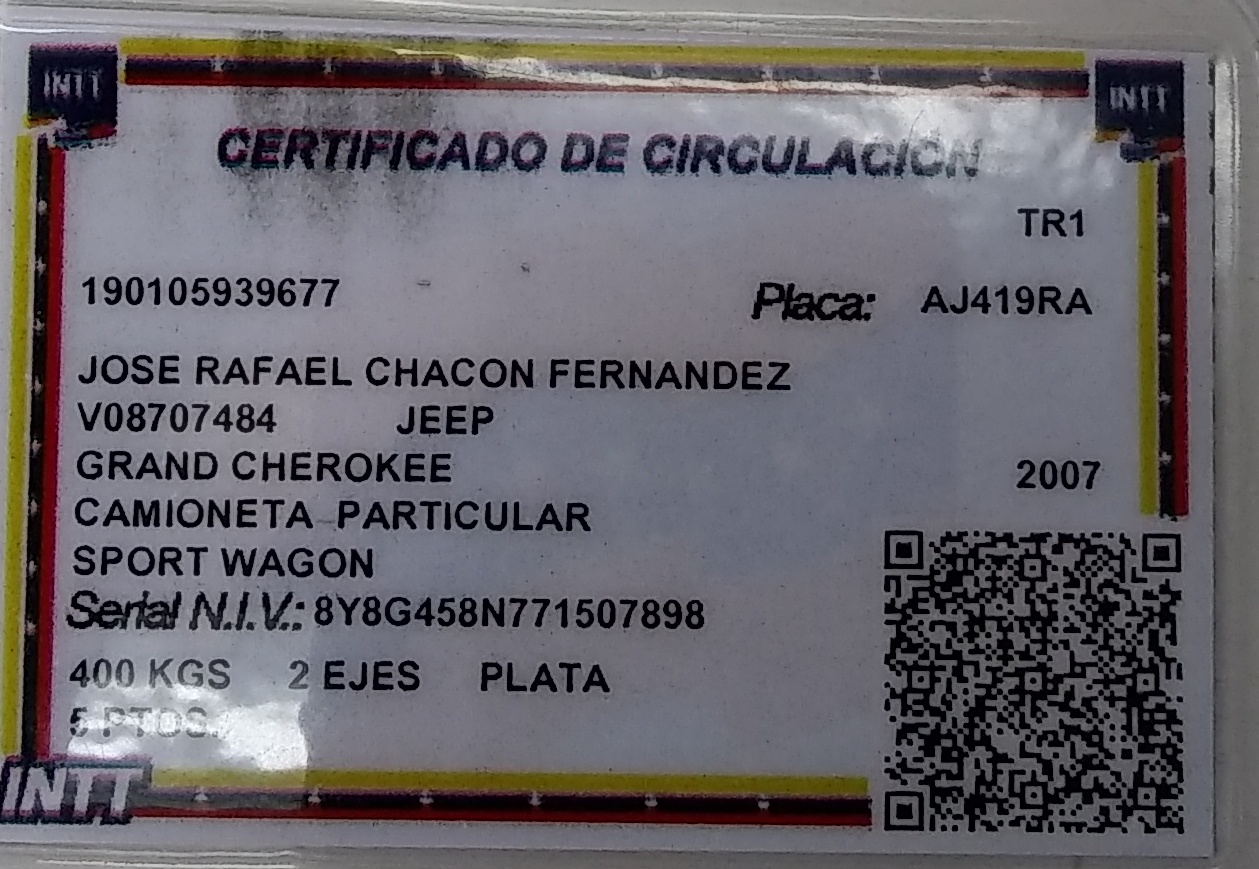 INTT
INTT
CERTIFICADO DE CIRCULACIÓN
TR1
190105939677 Placa: AJ419RA
JOSE RAFAEL CHACON FERNANDEZ
V08707484 JEEP
GRAND CHEROKEE 2007
CAMIONETA PARTICULAR
SPORT WAGON
Serial N.I.V.: 8Y8G458N771507898
400 KGS 2 EJES PLATA
5 PTOS.
INTT